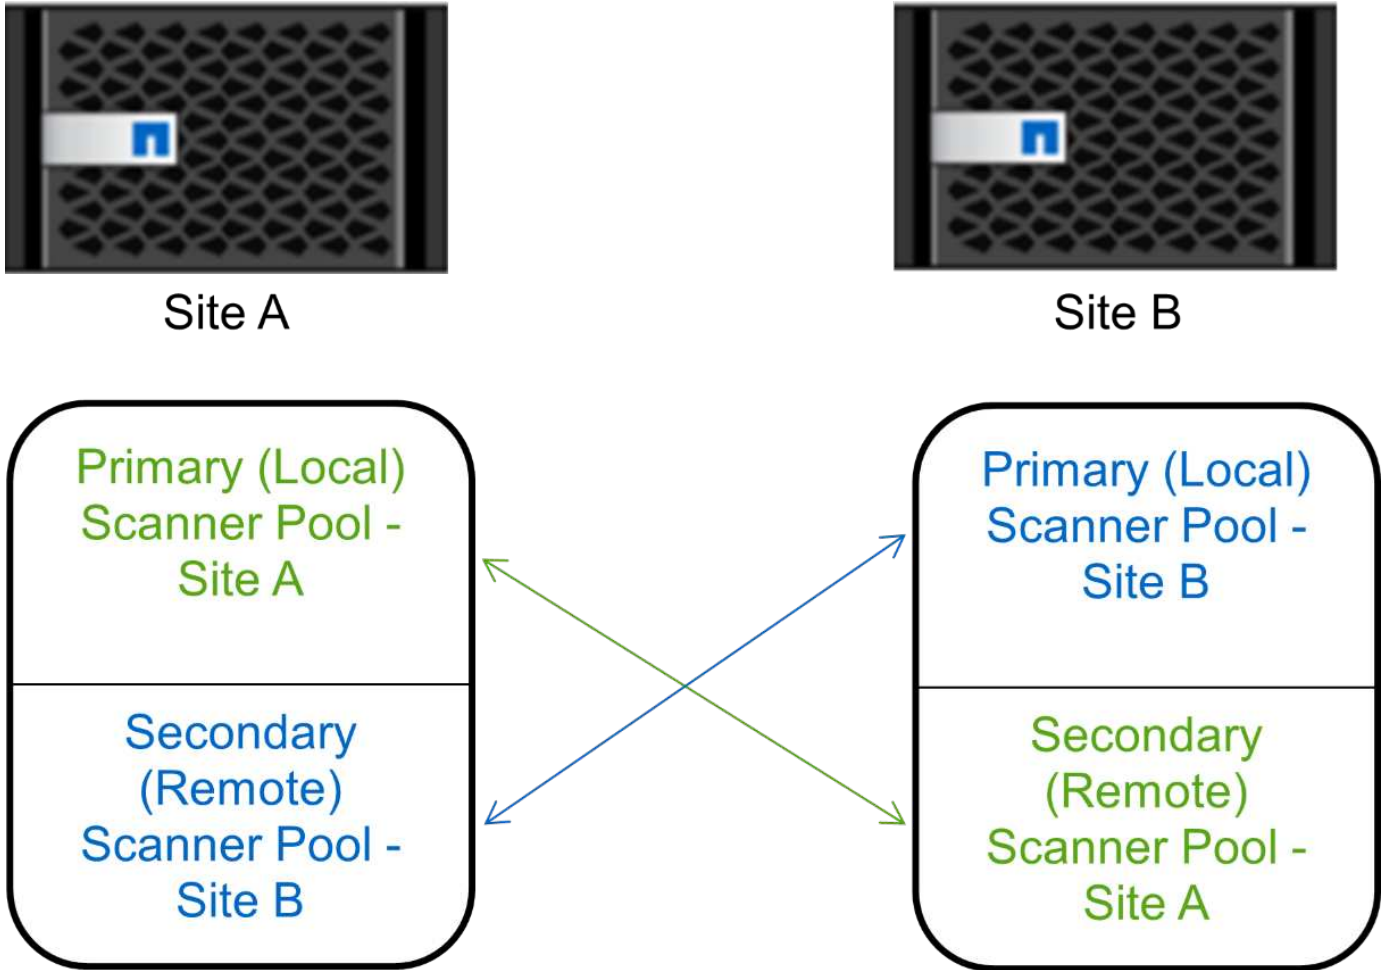 Site A
Site B
Primary (Local)
Scanner Pool -
Site A
Secondary
(Remote)
Scanner Pool -
Site B
Primary (Local)
Scanner Pool -
Site B
Secondary
(Remote)
Scanner Pool -
Site A